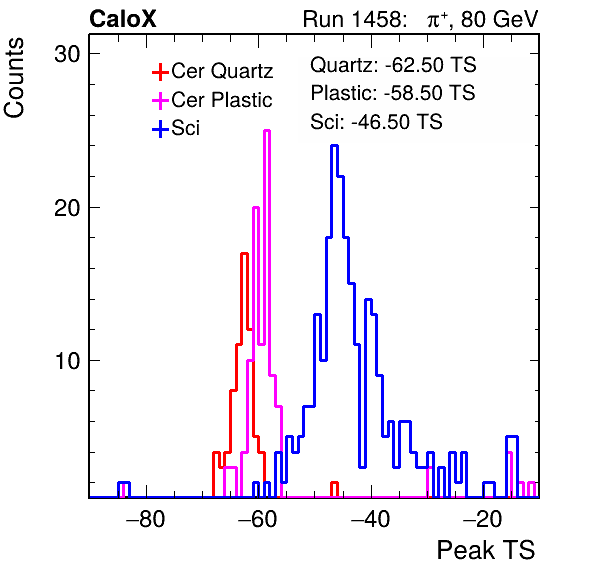 CaloX Run 1458: π⁺, 80 GeV
Counts
30
20
10
Cer Quartz
Cer Plastic
Sci
Quartz: -62.50 TS
Plastic: -58.50 TS
Sci: -46.50 TS
−80 −60 −40 −20
Peak TS